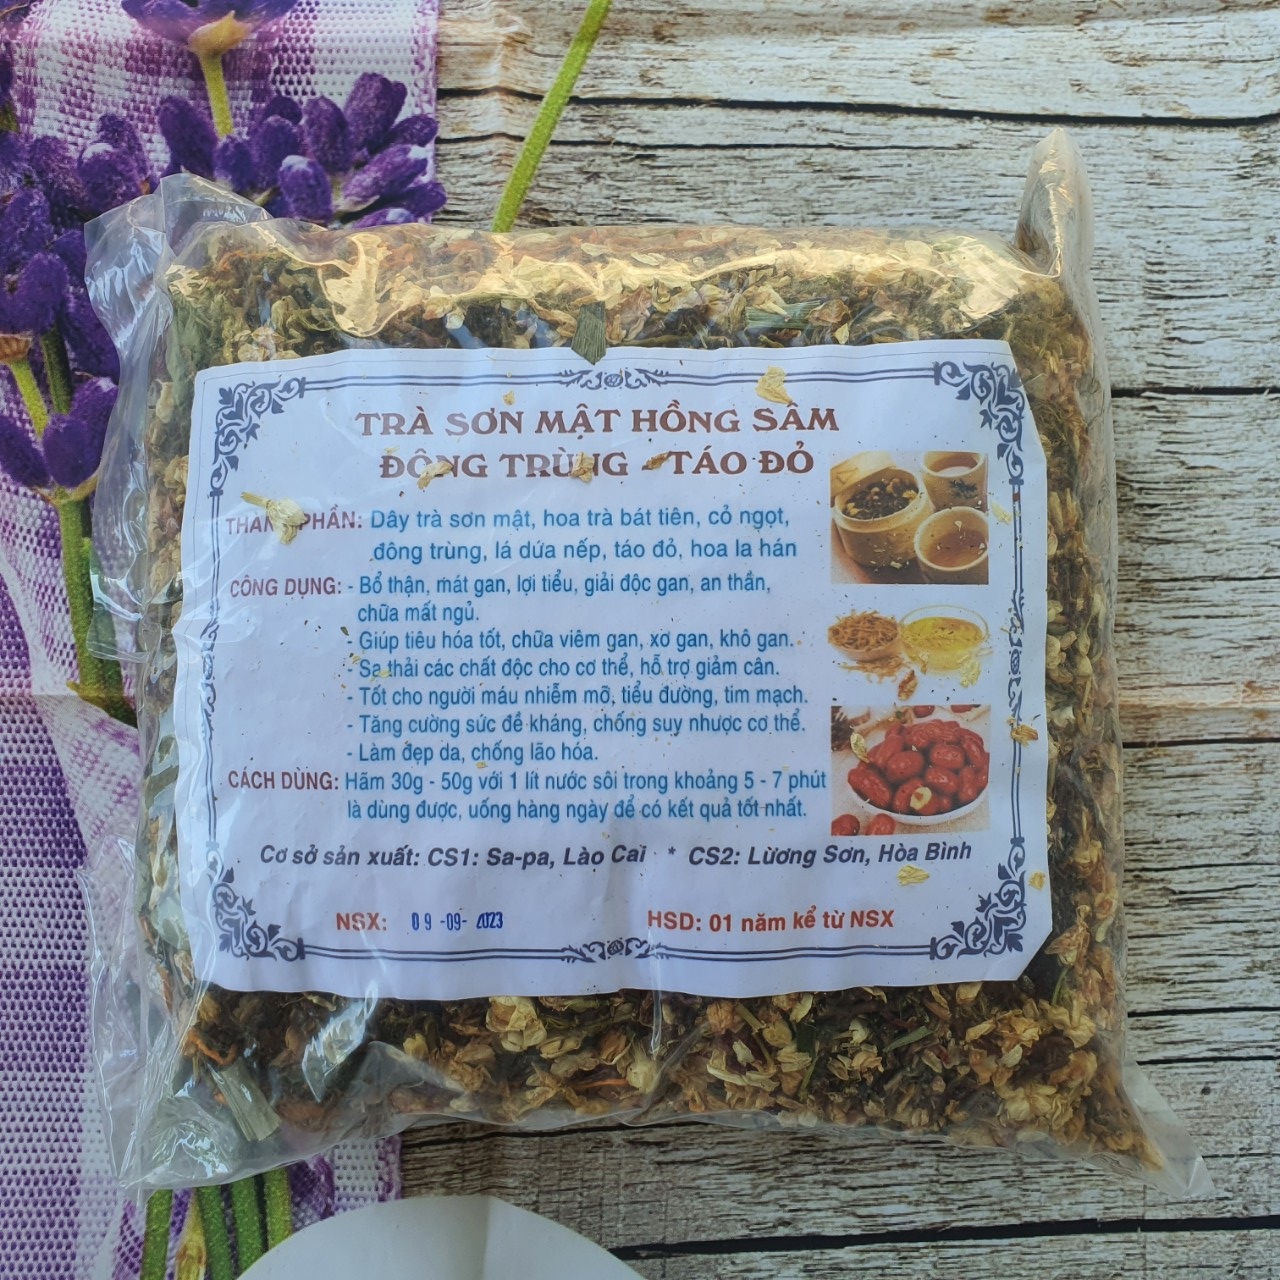 TRÀ SƠN MẬT HỒNG SÂM
ĐÔNG TRÙNG - TÁO ĐỎ
THÀNH PHẦN: Dây trà sơn mật, hoa trà bát tiên, cỏ ngọt,
đông trùng, lá dứa nếp, táo đỏ, hoa la hán
CÔNG DỤNG: - Bổ thận, mát gan, lợi tiểu, giải độc gan, an thần,
chữa mất ngủ.
- Giúp tiêu hóa tốt, chữa viêm gan, xơ gan, khô gan.
- Sa thải các chất độc cho cơ thể, hỗ trợ giảm cân.
- Tốt cho người máu nhiễm mỡ, tiểu đường, tim mạch.
- Tăng cường sức đề kháng, chống suy nhược cơ thể.
- Làm đẹp da, chống lão hóa.
CÁCH DÙNG: Hãm 30g - 50g với 1 lít nước sôi trong khoảng 5 - 7 phút
là dùng được, uống hàng ngày để có kết quả tốt nhất.
Cơ sở sản xuất: CS1: Sa-pa, Lào Cai * CS2: Lương Sơn, Hòa Bình
NSX: 09-09-2023 HSD: 01 năm kể từ NSX